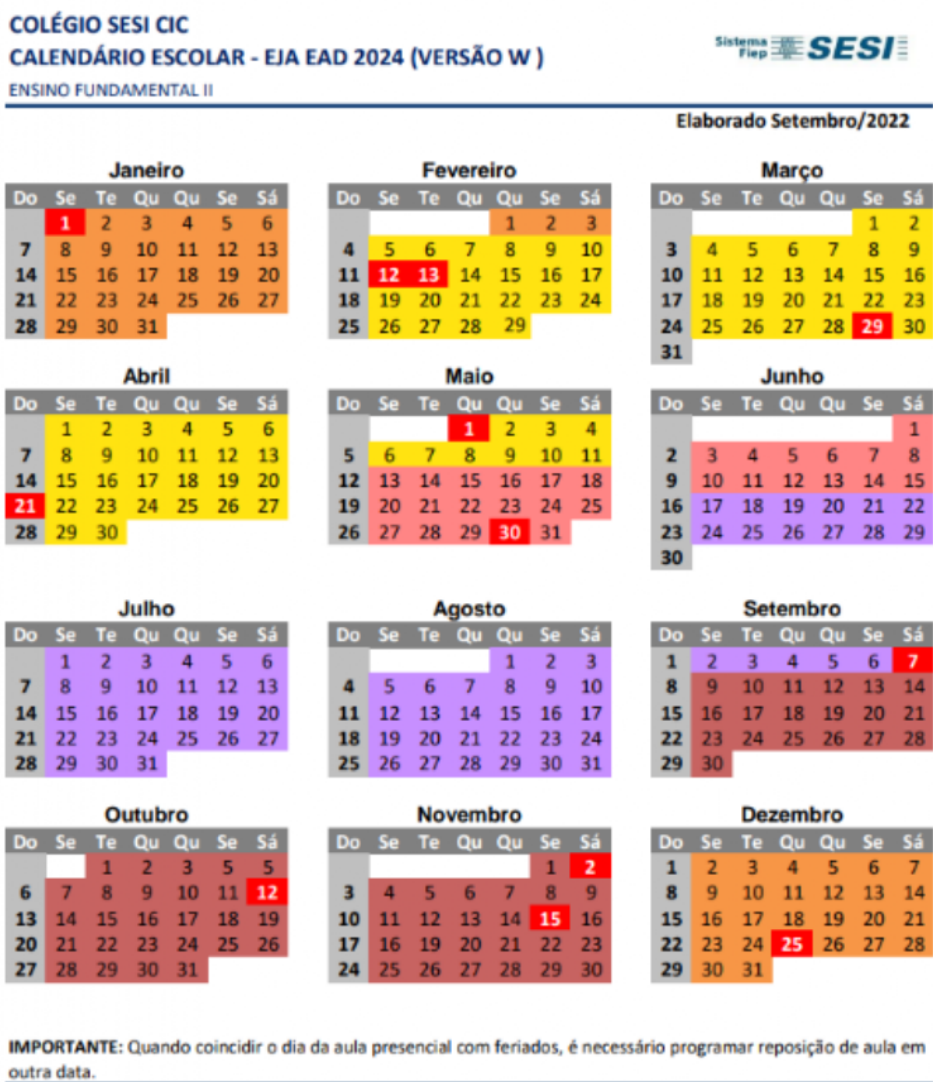 COLÉGIO SESI CIC
CALENDÁRIO ESCOLAR - EJA EAD 2024 (VERSÃO W )
ENSINO FUNDAMENTAL II
Sistema Fiep SESI
Elaborado Setembro/2022
Janeiro Fevereiro Março
Do Se Te Qu Qu Se Sá Do Se Te Qu Qu Se Sá Do Se Te Qu Qu Se Sá
1 2 3 4 5 6 1 2 3 1 2
7 8 9 10 11 12 13 4 5 6 7 8 9 10 3 4 5 6 7 8 9
14 15 16 17 18 19 20 11 12 13 14 15 16 17 10 11 12 13 14 15 16
21 22 23 24 25 26 27 18 19 20 21 22 23 24 17 18 19 20 21 22 23
28 29 30 31 25 26 27 28 29 24 25 26 27 28 29 30
31
Abril Maio Junho
Do Se Te Qu Qu Se Sá Do Se Te Qu Qu Se Sá Do Se Te Qu Qu Se Sá
1 2 3 4 5 6 1 2 3 4 1
7 8 9 10 11 12 13 5 6 7 8 9 10 11 2 3 4 5 6 7 8
14 15 16 17 18 19 20 12 13 14 15 16 17 18 9 10 11 12 13 14 15
21 22 23 24 25 26 27 19 20 21 22 23 24 25 16 17 18 19 20 21 22
28 29 30 26 27 28 29 30 31 23 24 25 26 27 28 29
30
Julho Agosto Setembro
Do Se Te Qu Qu Se Sá Do Se Te Qu Qu Se Sá Do Se Te Qu Qu Se Sá
1 2 3 4 5 6 1 2 3 1 2 3 4 5 6 7
7 8 9 10 11 12 13 4 5 6 7 8 9 10 8 9 10 11 12 13 14
14 15 16 17 18 19 20 11 12 13 14 15 16 17 15 16 17 18 19 20 21
21 22 23 24 25 26 27 18 19 20 21 22 23 24 22 23 24 25 26 27 28
28 29 30 31 25 26 27 28 29 30 31 29 30
Outubro Novembro Dezembro
Do Se Te Qu Qu Se Sá Do Se Te Qu Qu Se Sá Do Se Te Qu Qu Se Sá
1 2 3 5 5 1 2 1 2 3 4 5 6 7
6 7 8 9 10 11 12 3 4 5 6 7 8 9 8 9 10 11 12 13 14
13 14 15 16 17 18 19 10 11 12 13 14 15 16 15 16 17 18 19 20 21
20 21 22 23 24 25 26 17 16 19 20 21 22 23 22 23 24 25 26 27 28
27 28 29 30 31 24 25 26 27 28 29 30 29 30 31
IMPORTANTE: Quando coincidir o dia da aula presencial com feriados, é necessário programar reposição de aula em
outra data.